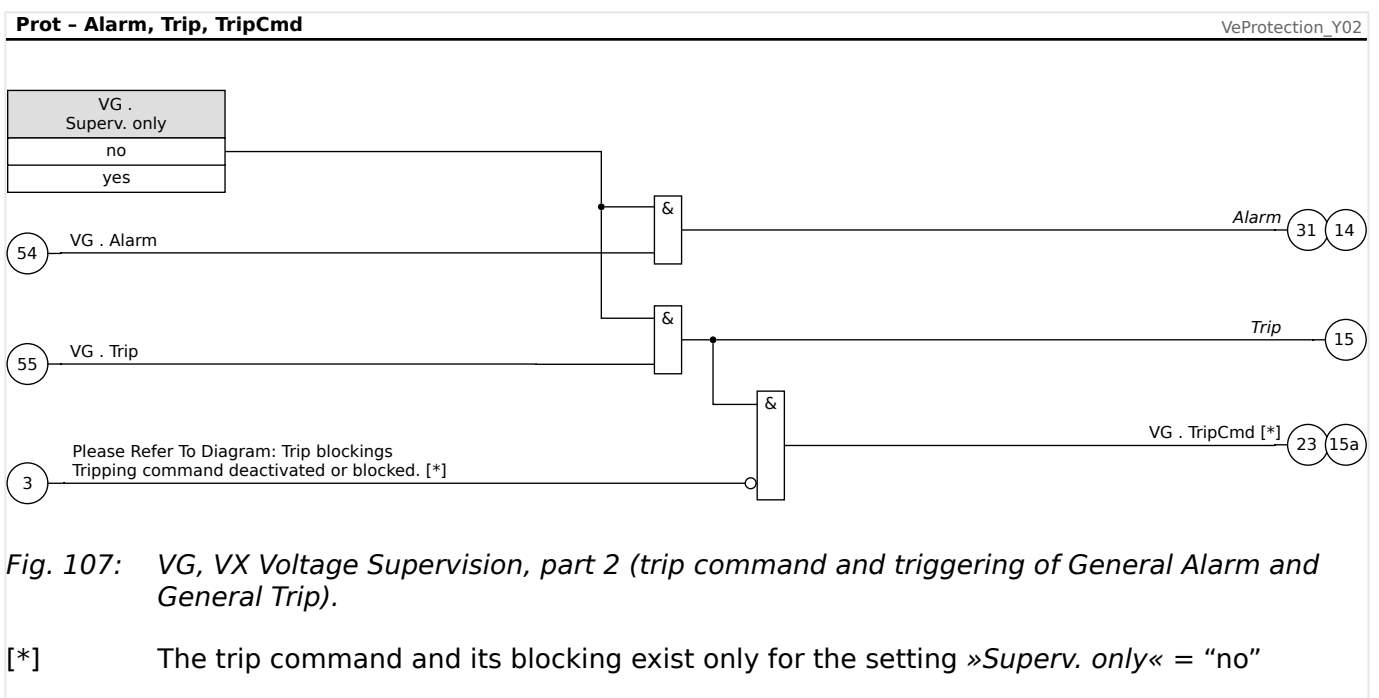 Prot – Alarm, Trip, TripCmd
VeProtection_Y02
VG .
Superv. only
no
yes
&
Alarm
31
14
VG . Alarm
54
&
Trip
15
VG . Trip
55
&
VG . TripCmd [*]
23
15a
Please Refer To Diagram: Trip blockings
Tripping command deactivated or blocked. [*]
3
Fig. 107: VG, VX Voltage Supervision, part 2 (trip command and triggering of General Alarm and
General Trip).
[*] The trip command and its blocking exist only for the setting »Superv. only« = “no”